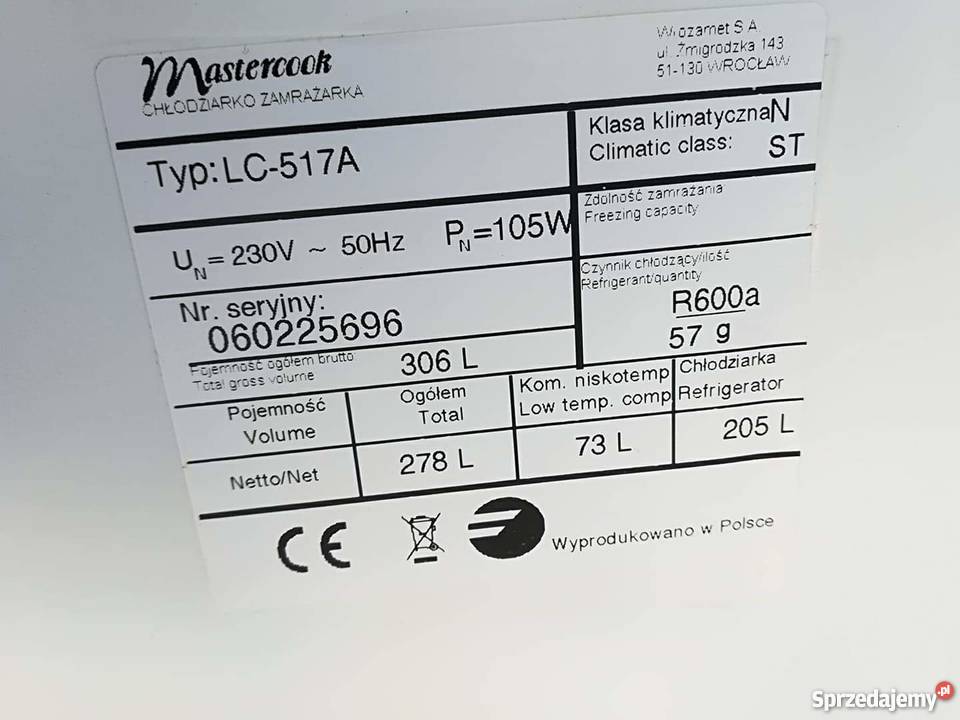 Mastercook
CHŁODZIARKO ZAMRAŻARKA
Wrozamet S.A.
ul. Żmigrodzka 143
51-130 WROCŁAW
Typ: LC-517A
Klasa klimatyczna N
Climatic class: ST
UN= 230V ~ 50Hz PN=105W
Zdolność zamrażania
Freezing capacity
Nr. seryjny:
060225696
Czynnik chłodzący/ilość
Refrigerant/quantity
R600a
57 g
Pojemność ogółem brutto:
Total gross volume
306 L
Pojemność
Volume
Ogółem
Total
Kom. niskotemp
Low temp. comp
Chłodziarka
Refrigerator
Netto/Net
278 L
73 L
205 L
CE
Wyprodukowano w Polsce
Sprzedajemy.pl